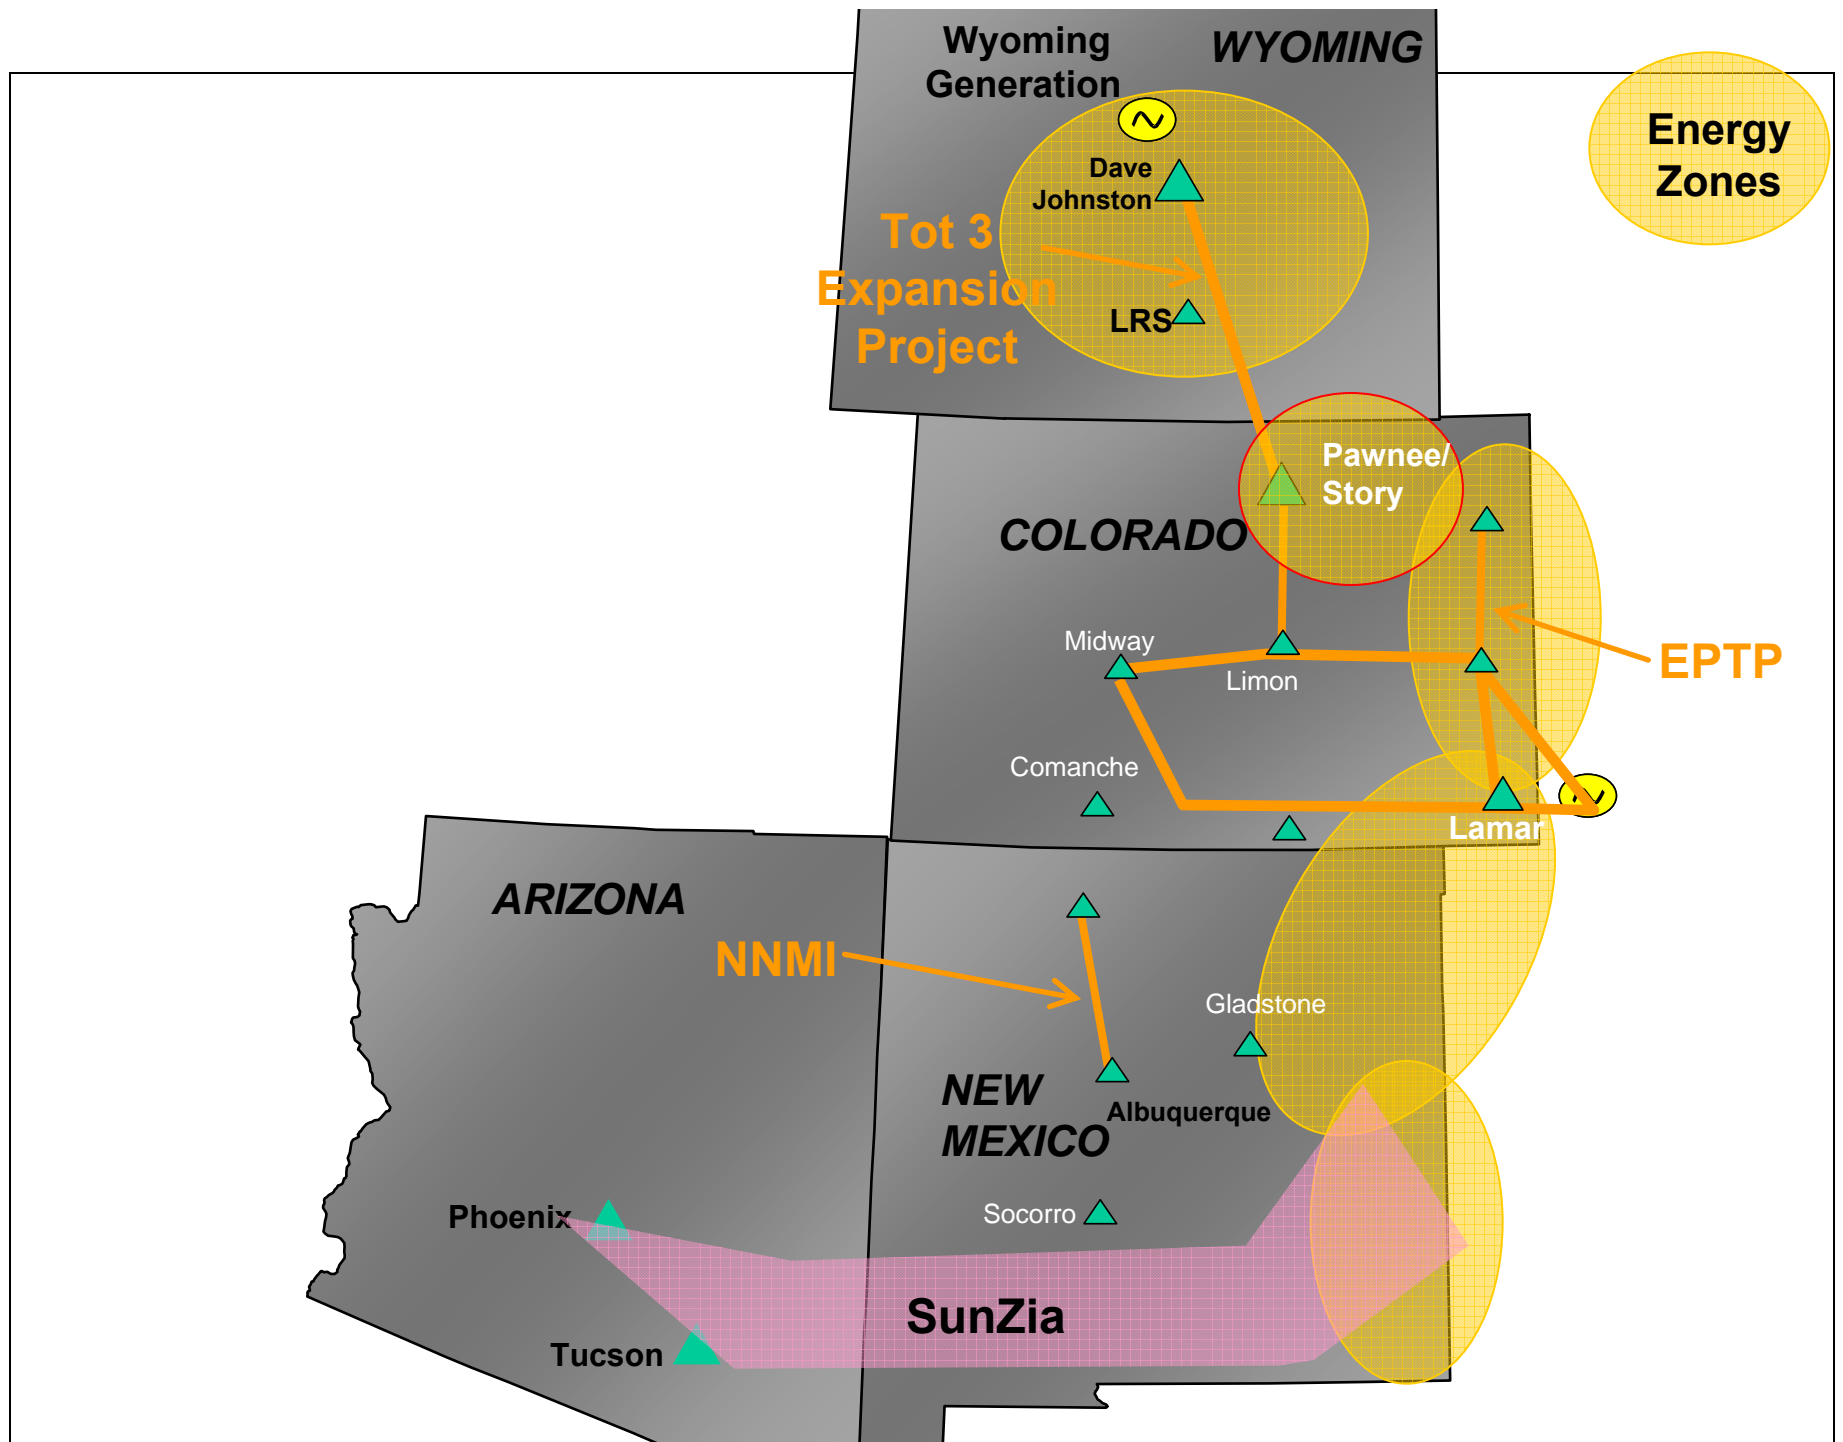 Wyoming
Generation
WYOMING
Energy
Zones
Dave
Johnston
Tot 3
Expansion
Project
LRS
Pawnee/
Story
COLORADO
Midway
Limon
EPTP
Comanche
Lamar
ARIZONA
NNMI
Gladstone
NEW
MEXICO
Albuquerque
Phoenix
Socorro
SunZia
Tucson